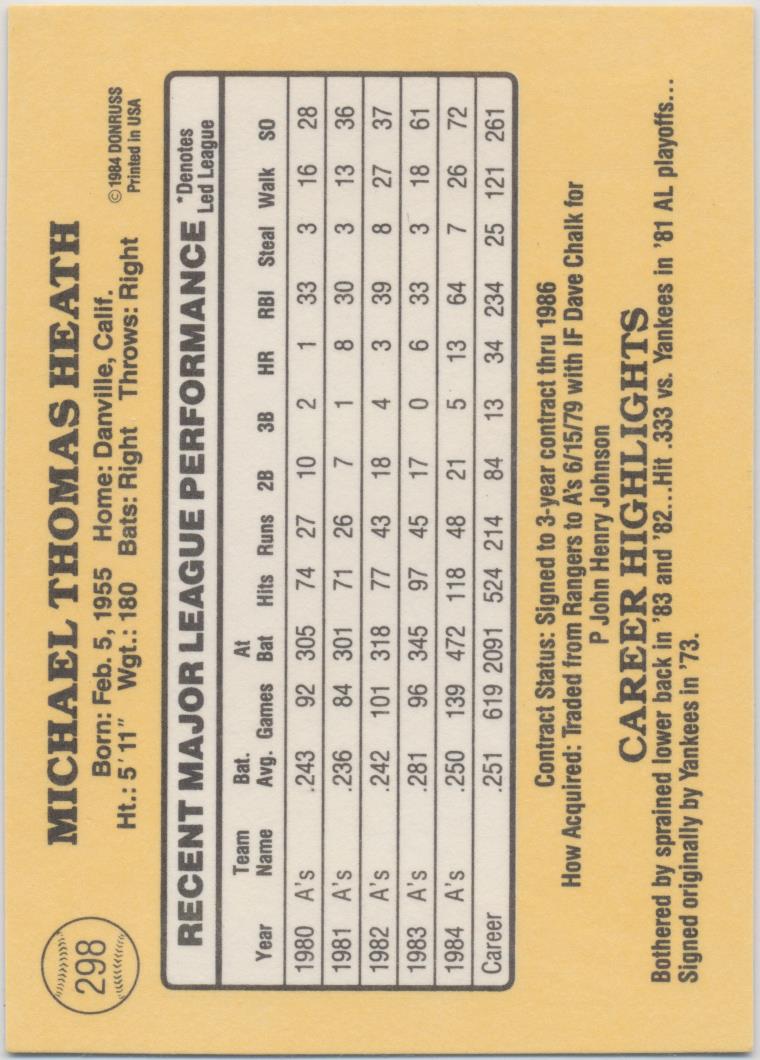 298
MICHAEL THOMAS HEATH
Born: Feb. 5, 1955 Home: Danville, Calif.
Ht.: 5'11" Wgt.: 180 Bats: Right Throws: Right
©1984 DONRUSS
Printed in USA
RECENT MAJOR LEAGUE PERFORMANCE *Denotes Led League
Year Team Name Bat. Avg. Games At Bat Hits Runs 2B 3B HR RBI Steal Walk SO
1980 A's .243 92 305 74 27 10 2 1 33 3 16 28
1981 A's .236 84 301 71 26 7 1 8 30 3 13 36
1982 A's .242 101 318 77 43 18 4 3 39 8 27 37
1983 A's .281 96 345 97 45 17 0 6 33 3 18 61
1984 A's .250 139 472 118 48 21 5 13 64 7 26 72
Career .251 619 2091 524 214 84 13 34 234 25 121 261
Contract Status: Signed to 3-year contract thru 1986
How Acquired: Traded from Rangers to A's 6/15/79 with IF Dave Chalk for
P John Henry Johnson
CAREER HIGHLIGHTS
Bothered by sprained lower back in '83 and '82...Hit .333 vs. Yankees in '81 AL playoffs...
Signed originally by Yankees in '73.